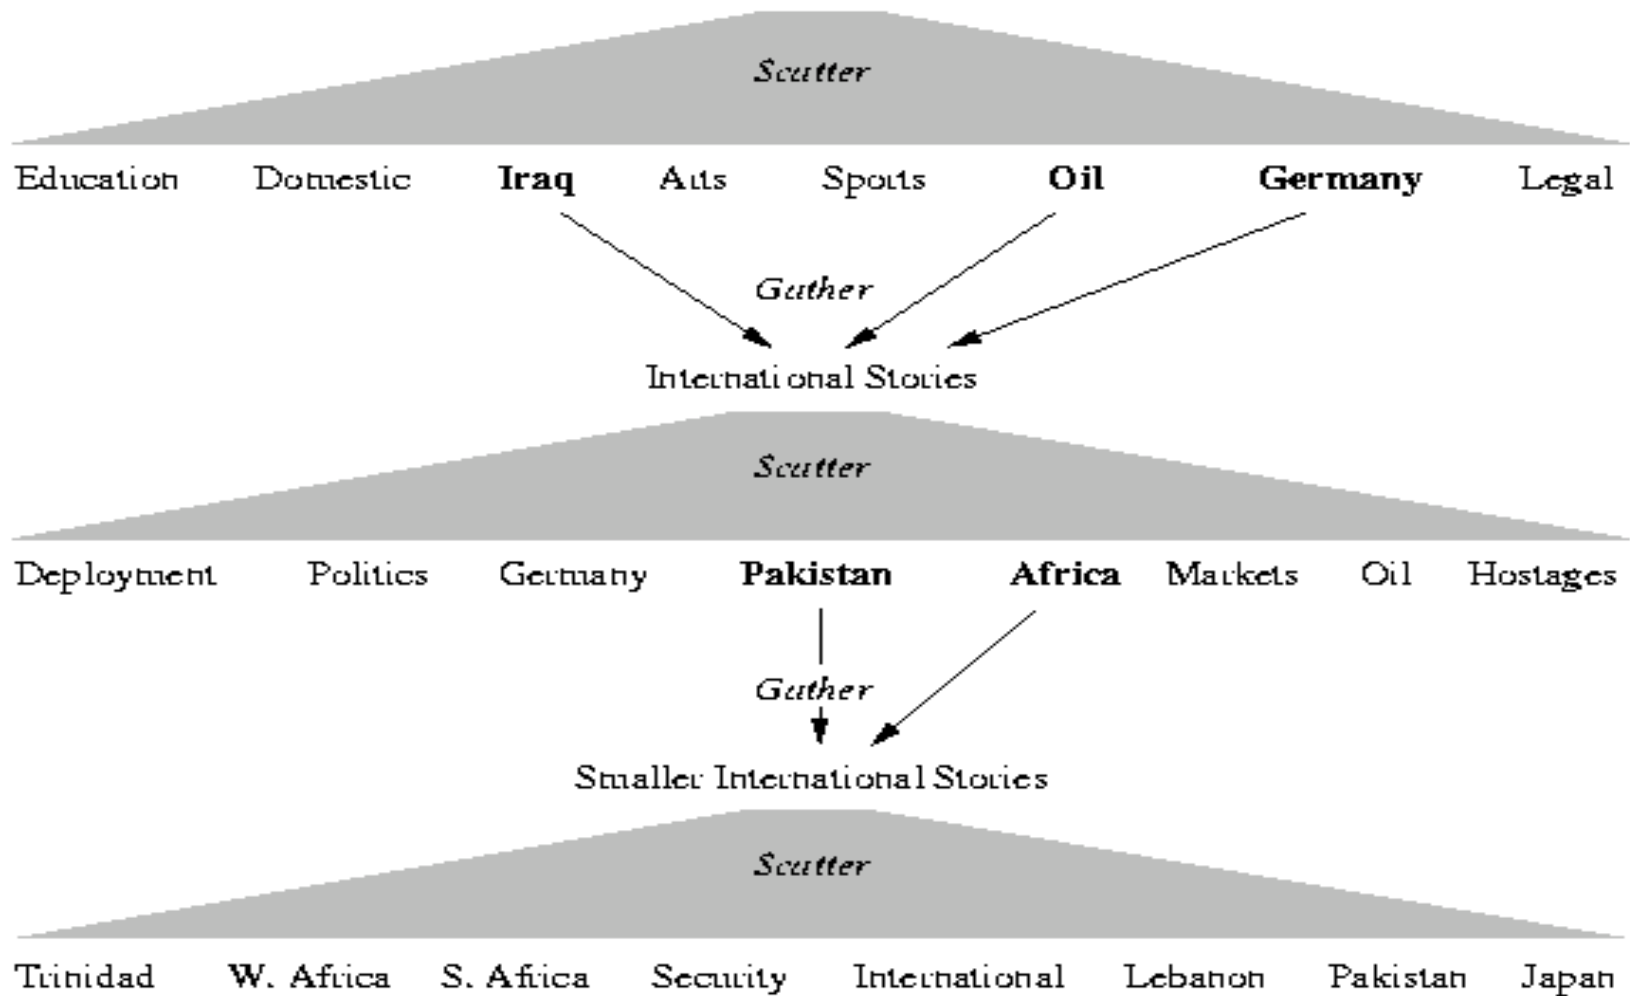 Scatter
Education Domestic Iraq Arts Sports Oil Germany Legal
Gather
International Stories
Scatter
Deployment Politics Germany Pakistan Africa Markets Oil Hostages
Gather
Smaller International Stories
Scatter
Trinidad W. Africa S. Africa Security International Lebanon Pakistan Japan